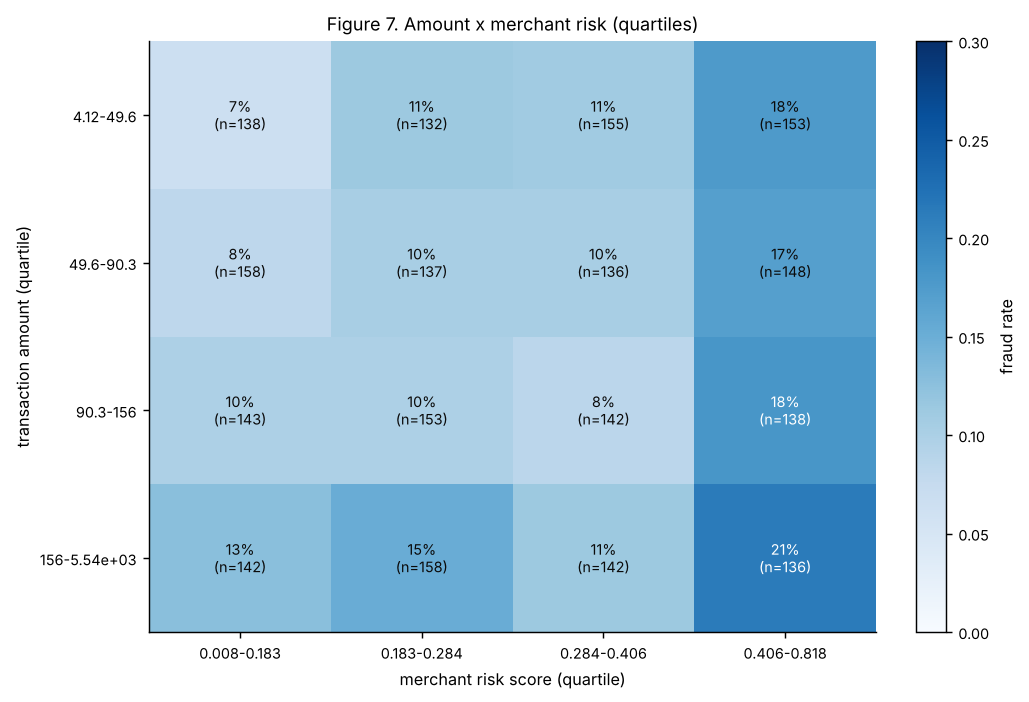 Figure 7. Amount x merchant risk (quartiles)
transaction amount (quartile)
4.12-49.6
7%
(n=138)
11%
(n=132)
11%
(n=155)
18%
(n=153)
49.6-90.3
8%
(n=158)
10%
(n=137)
10%
(n=136)
17%
(n=148)
90.3-156
10%
(n=143)
10%
(n=153)
8%
(n=142)
18%
(n=138)
156-5.54e+03
13%
(n=142)
15%
(n=158)
11%
(n=142)
21%
(n=136)
0.008-0.183
0.183-0.284
0.284-0.406
0.406-0.818
merchant risk score (quartile)
0.30
0.25
0.20
0.15
0.10
0.05
0.00
fraud rate